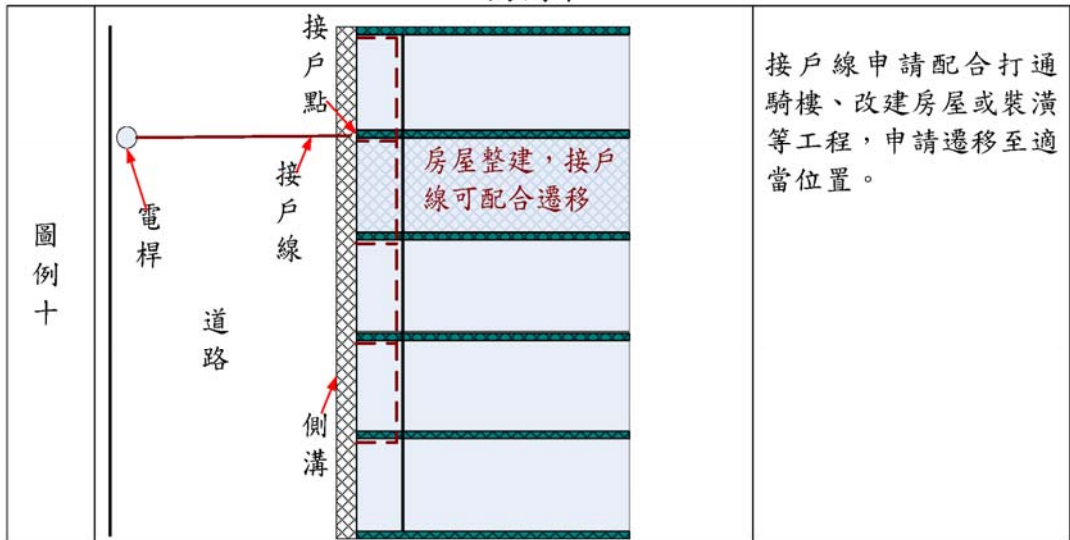 圖例十
接戶點
電桿
接戶線
道路
側溝
房屋整建，接戶
線可配合遷移
接戶線申請配合打通
騎樓、改建房屋或裝潢
等工程，申請遷移至適
當位置。